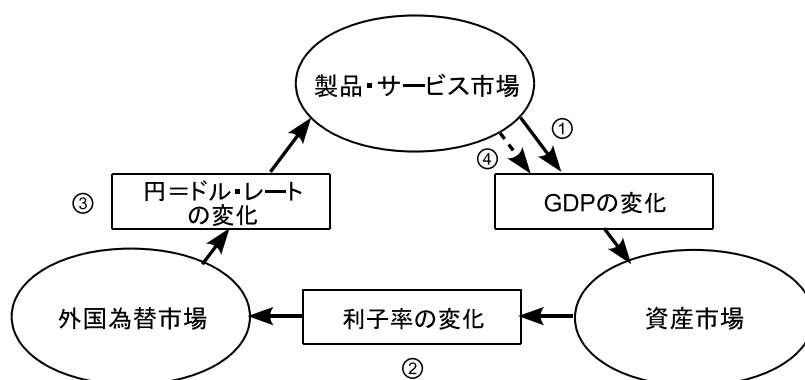 製品・サービス市場
①
④
③
円＝ドル・レート
の変化
GDPの変化
外国為替市場
利子率の変化
資産市場
②